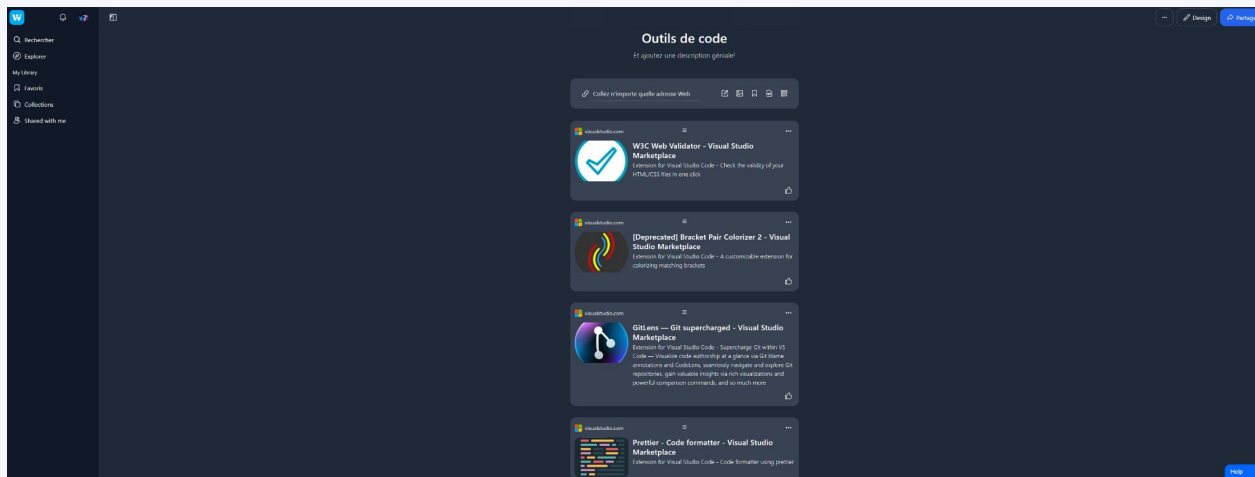 W
Rechercher
Explorer
My Library
Favoris
Collections
Shared with me
Design
Partage
Outils de code
Et ajoutez une description géniale!
Collez n'importe quelle adresse Web
visualstudio.com
W3C Web Validator - Visual Studio
Marketplace
Extension for Visual Studio Code - Check the validity of your
HTML/CSS files in one click
visualstudio.com
[Deprecated] Bracket Pair Colorizer 2 - Visual
Studio Marketplace
Extension for Visual Studio Code - A customizable extension for
colorizing matching brackets
visualstudio.com
GitLens — Git supercharged - Visual Studio
Marketplace
Extension for Visual Studio Code - Supercharge Git within VS
Code — Visualize code authorship at a glance via Git blame
annotations and CodeLens, seamlessly navigate and explore Git
repositories, gain valuable insights via rich visualizations and
powerful comparison commands, and so much more
visualstudio.com
Prettier - Code formatter - Visual Studio
Marketplace
Extension for Visual Studio Code - Code formatter using prettier
Help